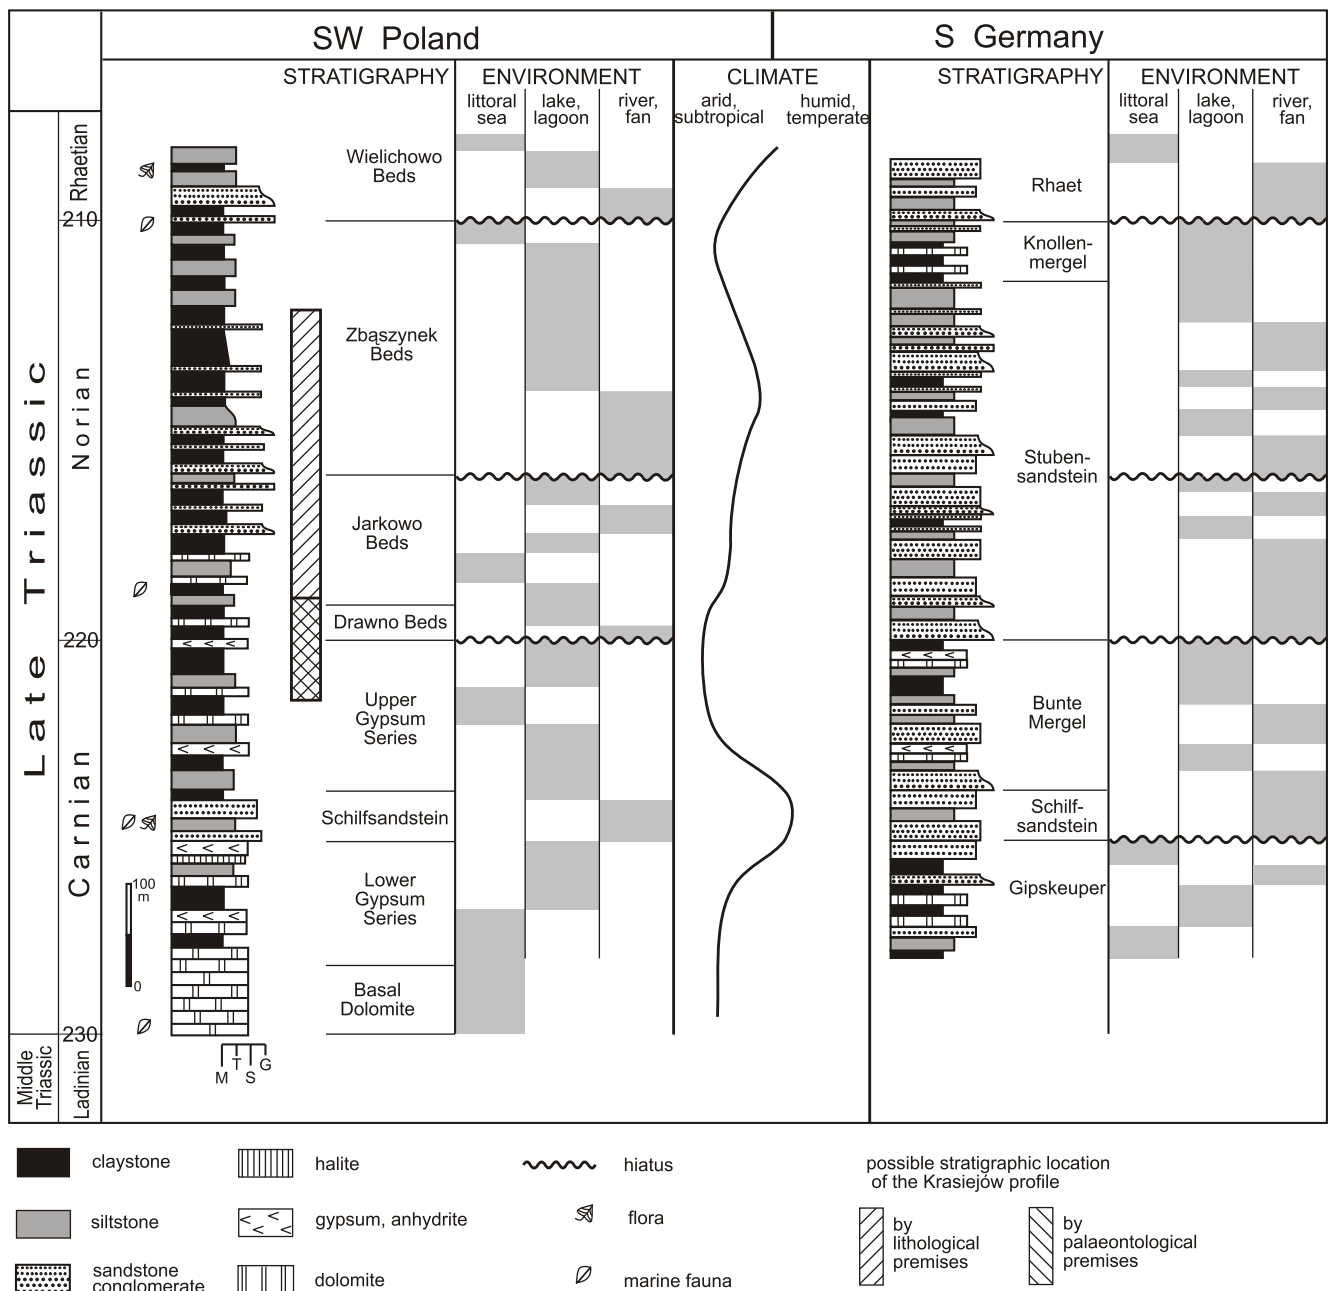 SW Poland
S Germany
STRATIGRAPHY
ENVIRONMENT
CLIMATE
STRATIGRAPHY
ENVIRONMENT
littoral
sea
lake,
lagoon
river,
fan
arid,
subtropical
humid,
temperate
littoral
sea
lake,
lagoon
river,
fan
Late Triassic
Middle
Triassic
Rhaetian
Norian
Carnian
Ladinian
210
220
230
Wielichowo
Beds
Zbąszynek
Beds
Jarkowo
Beds
Drawno Beds
Upper
Gypsum
Series
Schilfsandstein
Lower
Gypsum
Series
Basal
Dolomite
100
m
0
M T S G
Rhaet
Knollen-
mergel
Stuben-
sandstein
Bunte
Mergel
Schilf-
sandstein
Gipskeuper
claystone
siltstone
sandstone
conglomerate
halite
gypsum, anhydrite
dolomite
hiatus
flora
marine fauna
possible stratigraphic location
of the Krasiejów profile
by
lithological
premises
by
palaeontological
premises